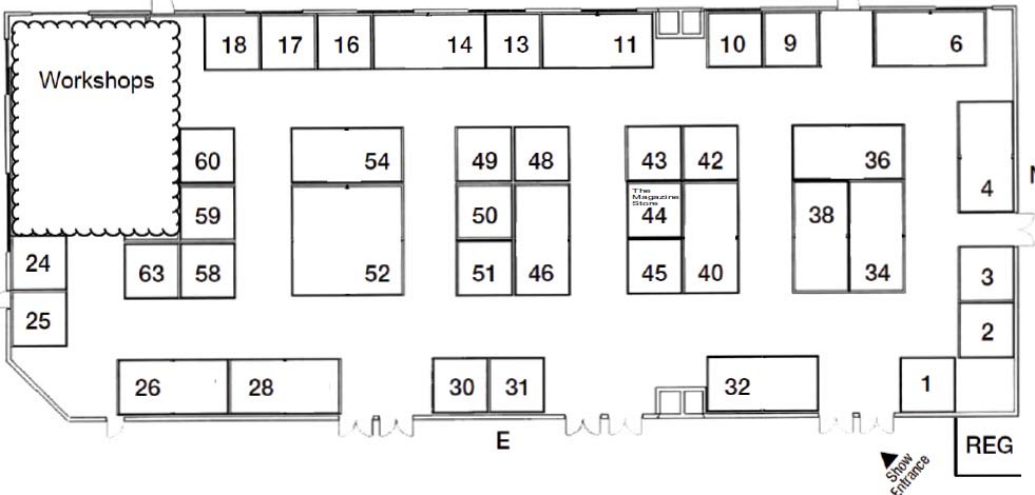 18 17 16 14 13 11 10 9 6
Workshops
60 54 49 48 43 42 36
4
The
Magazine
Store
59 50 44 38
24 63 58 52 51 46 45 40 34 3
25 2
26 28 30 31 32 1
E
REG
Show
Entrance